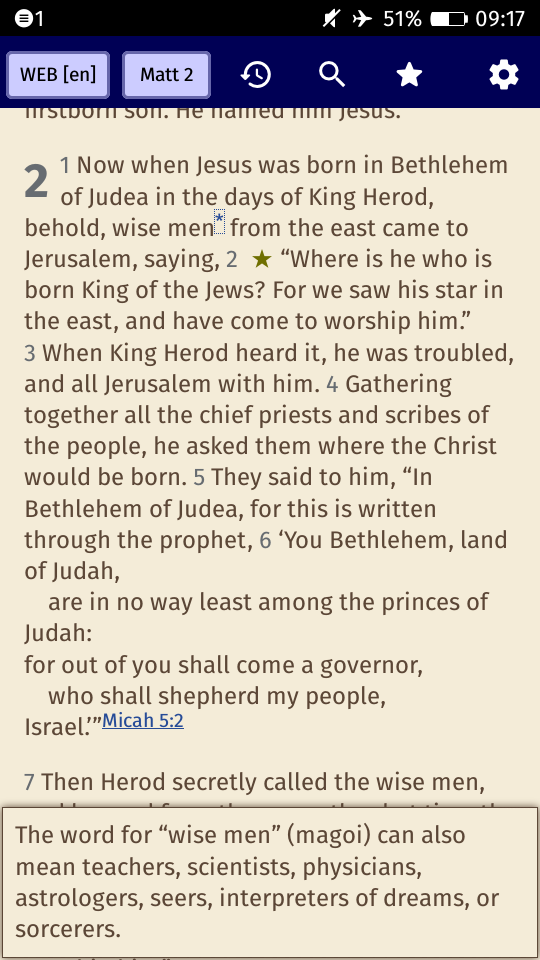 1 51% 09:17
WEB [en] Matt 2
firstborn son. He named him Jesus.
2 1 Now when Jesus was born in Bethlehem
of Judea in the days of King Herod,
behold, wise men* from the east came to
Jerusalem, saying, 2 ★ “Where is he who is
born King of the Jews? For we saw his star in
the east, and have come to worship him.”
3 When King Herod heard it, he was troubled,
and all Jerusalem with him. 4 Gathering
together all the chief priests and scribes of
the people, he asked them where the Christ
would be born. 5 They said to him, “In
Bethlehem of Judea, for this is written
through the prophet, 6 ‘You Bethlehem, land
of Judah,
are in no way least among the princes of
Judah:
for out of you shall come a governor,
who shall shepherd my people,
Israel.’”Micah 5:2
7 Then Herod secretly called the wise men,
The word for “wise men” (magoi) can also
mean teachers, scientists, physicians,
astrologers, seers, interpreters of dreams, or
sorcerers.